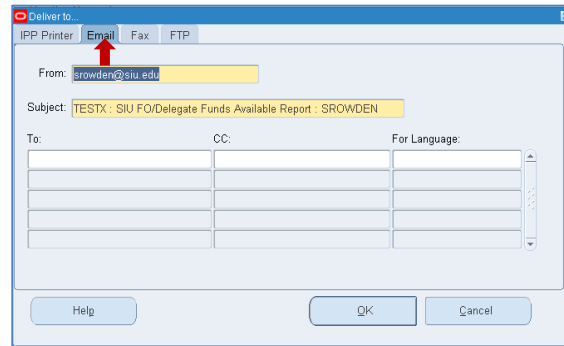 Deliver to...
IPP Printer Email Fax FTP
From: srowden@siu.edu
Subject: TESTX : SIU FO/Delegate Funds Available Report : SROWDEN
To: CC: For Language:
Help OK Cancel